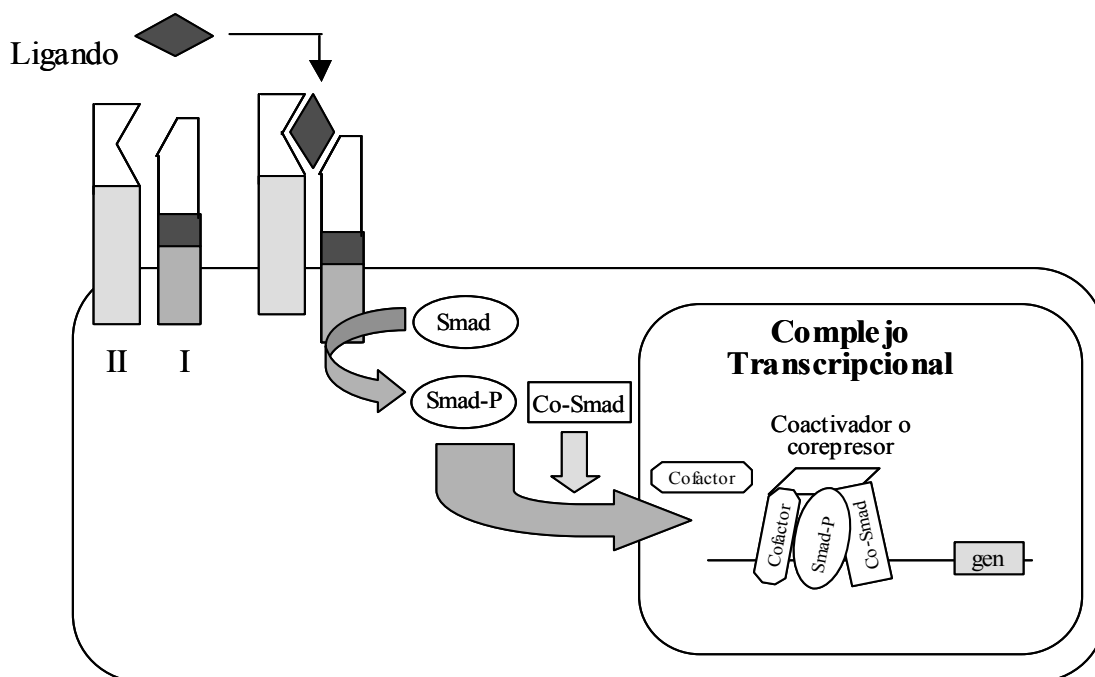 Ligando
II
I
Smad
Smad-P
Co-Smad
Complejo
Transcripcional
Coactivador o
corepresor
Cofactor
Cofactor
Smad-P
Co-Smad
gen